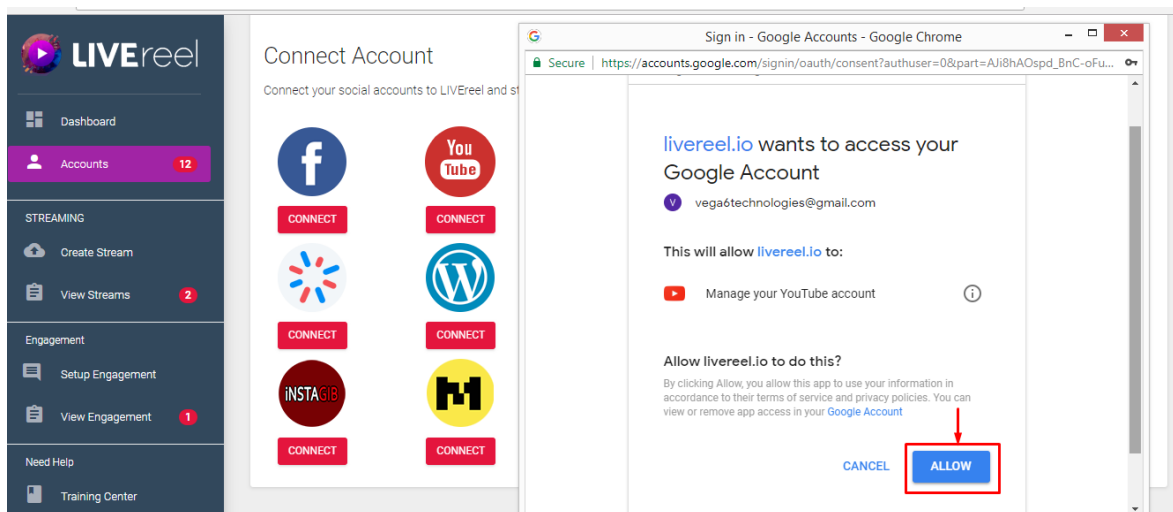 LIVEreel
Dashboard
Accounts 12
STREAMING
Create Stream
View Streams 2
Engagement
Setup Engagement
View Engagement 1
Need Help
Training Center
Connect Account
Connect your social accounts to LIVEreel and st
f
You
Tube
CONNECT CONNECT
W
CONNECT CONNECT
iNSTAGIB
M
CONNECT CONNECT
G
Sign in - Google Accounts - Google Chrome
Secure | https://accounts.google.com/signin/oauth/consent?authuser=0&part=AJi8hAOspd_BnC-oFu...
livereel.io wants to access your
Google Account
V vega6technologies@gmail.com
This will allow livereel.io to:
Manage your YouTube account
Allow livereel.io to do this?
By clicking Allow, you allow this app to use your information in
accordance to their terms of service and privacy policies. You can
view or remove app access in your Google Account
CANCEL ALLOW